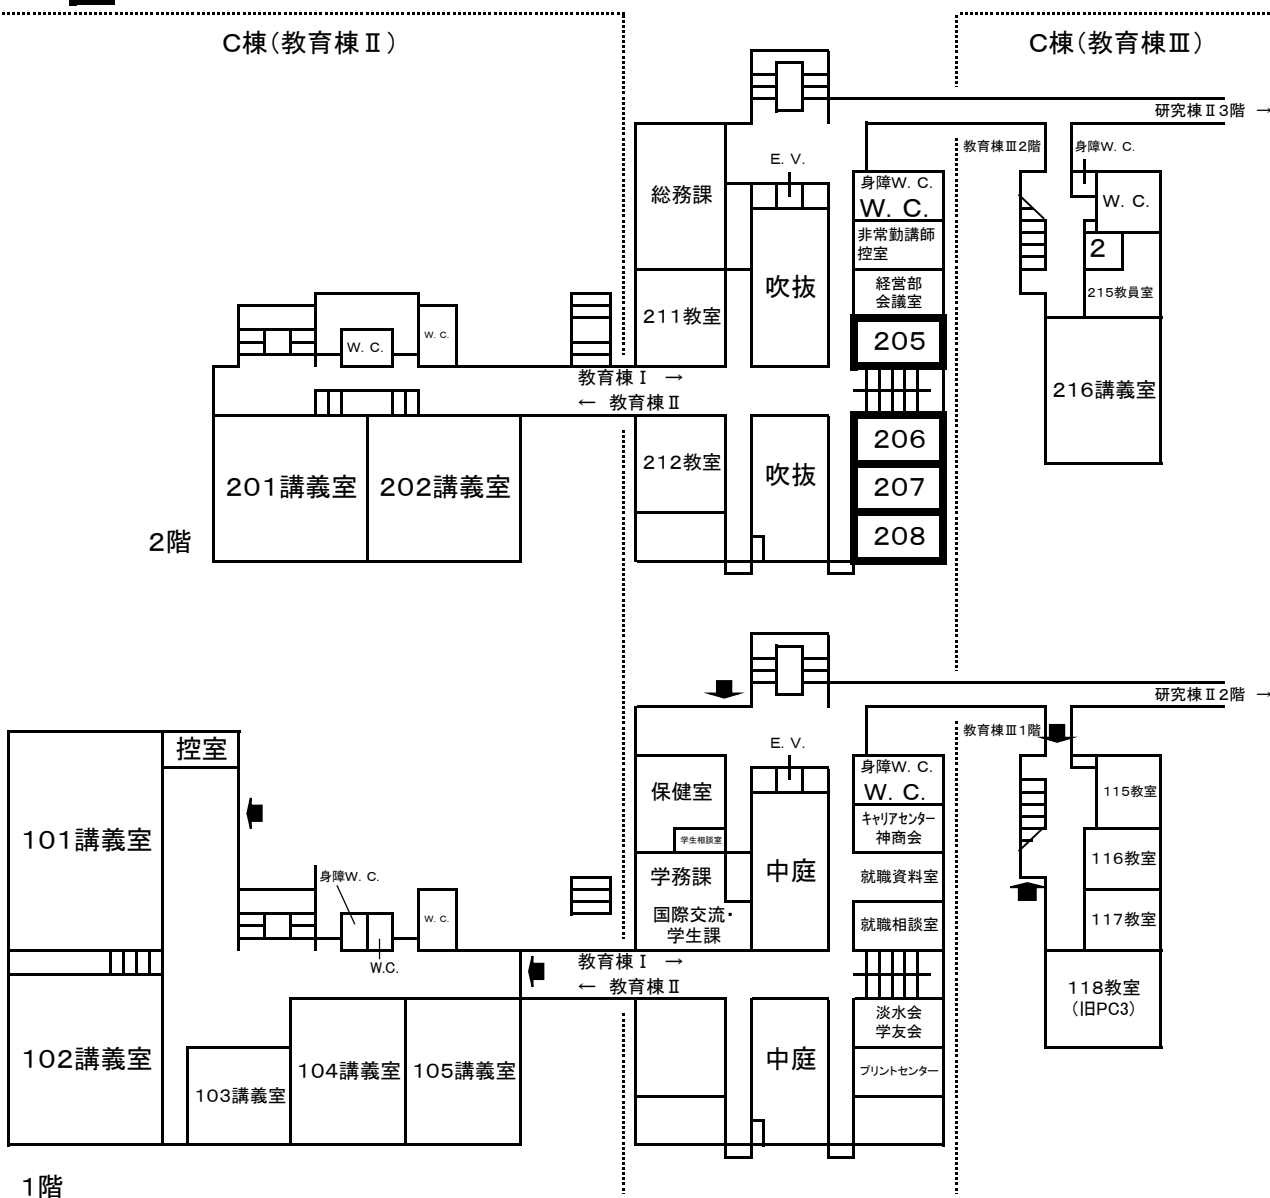 C棟(教育棟Ⅱ)
C棟(教育棟Ⅲ)
研究棟Ⅱ3階 →
教育棟Ⅲ2階
身障W. C.
E. V.
総務課
身障W. C.
W. C.
W. C.
非常勤講師
控室
2
吹抜
経営部
会議室
215教員室
211教室
W. C.
W. C.
205
教育棟Ⅰ →
← 教育棟Ⅱ
216講義室
206
212教室
吹抜
201講義室
202講義室
207
208
2階
研究棟Ⅱ2階 →
教育棟Ⅲ1階
E. V.
控室
保健室
身障W. C.
W. C.
115教室
キャリアセンター
神商会
101講義室
学生相談室
116教室
学務課
中庭
就職資料室
身障W. C.
国際交流・
学生課
W. C.
就職相談室
117教室
W.C.
教育棟Ⅰ →
← 教育棟Ⅱ
118教室
(旧PC3)
淡水会
学友会
102講義室
104講義室
105講義室
中庭
プリントセンター
103講義室
1階